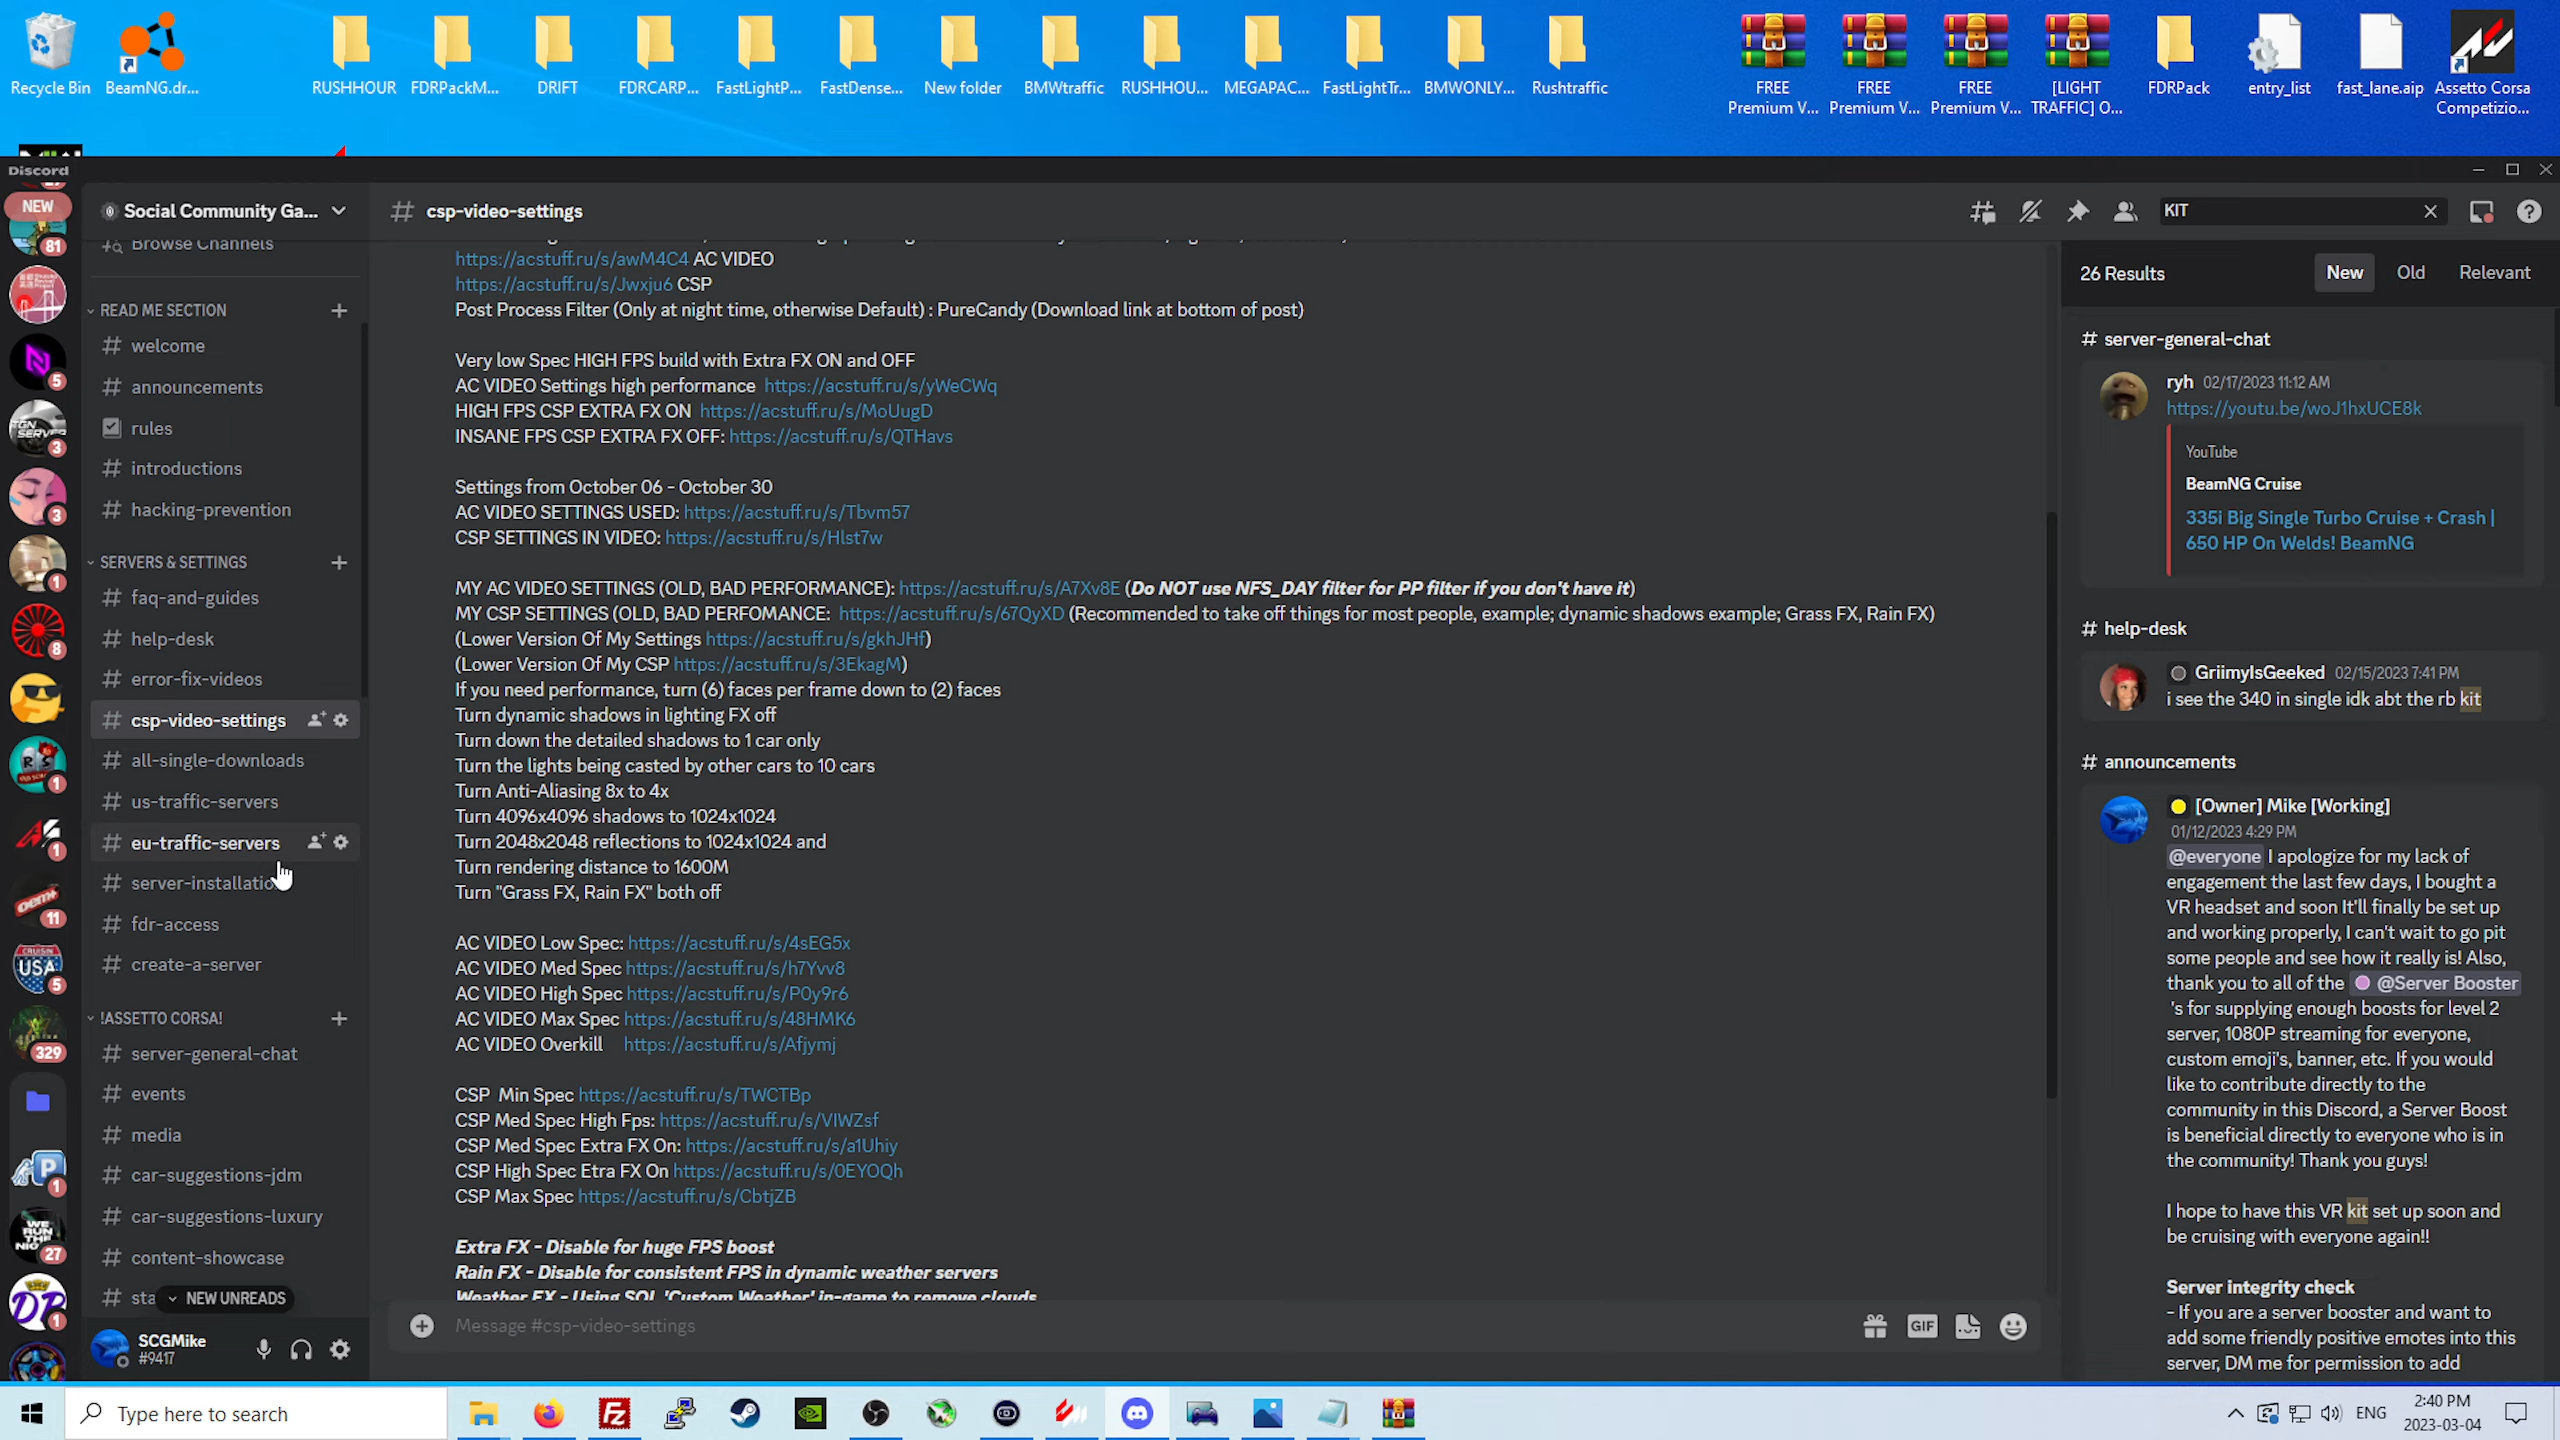 Recycle Bin
BeamNG.dr...
RUSHHOUR
FDRPackM...
DRIFT
FDRCARP...
FastLightP...
FastDense...
New folder
BMWtraffic
RUSHHOU...
MEGAPAC...
FastLightTr...
BMWONLY...
Rushtraffic
FREE
Premium V...
FREE
Premium V...
FREE
Premium V...
[LIGHT
TRAFFIC] O...
FDRPack
entry_list
fast_lane.aip
Assetto Corsa
Competizio...
Discord
NEW
81
5
3
3
1
8
1
1
11
5
329
1
27
1
Social Community Ga...
Browse Channels
READ ME SECTION
welcome
announcements
rules
introductions
hacking-prevention
SERVERS & SETTINGS
faq-and-guides
help-desk
error-fix-videos
csp-video-settings
all-single-downloads
us-traffic-servers
eu-traffic-servers
server-installatio
fdr-access
create-a-server
!ASSETTO CORSA!
server-general-chat
events
media
car-suggestions-jdm
car-suggestions-luxury
content-showcase
sta
NEW UNREADS
SCGMike
#9417
# csp-video-settings
https://acstuff.ru/s/awM4C4 AC VIDEO
https://acstuff.ru/s/Jwxju6 CSP
Post Process Filter (Only at night time, otherwise Default) : PureCandy (Download link at bottom of post)
Very low Spec HIGH FPS build with Extra FX ON and OFF
AC VIDEO Settings high performance https://acstuff.ru/s/yWeCWq
HIGH FPS CSP EXTRA FX ON https://acstuff.ru/s/MoUugD
INSANE FPS CSP EXTRA FX OFF: https://acstuff.ru/s/QTHavs
Settings from October 06 - October 30
AC VIDEO SETTINGS USED: https://acstuff.ru/s/Tbvm57
CSP SETTINGS IN VIDEO: https://acstuff.ru/s/Hlst7w
MY AC VIDEO SETTINGS (OLD, BAD PERFORMANCE): https://acstuff.ru/s/A7Xv8E (Do NOT use NFS_DAY filter for PP filter if you don't have it)
MY CSP SETTINGS (OLD, BAD PERFOMANCE: https://acstuff.ru/s/67QyXD (Recommended to take off things for most people, example; dynamic shadows example; Grass FX, Rain FX)
(Lower Version Of My Settings https://acstuff.ru/s/gkhJHf)
(Lower Version Of My CSP https://acstuff.ru/s/3EkagM)
If you need performance, turn (6) faces per frame down to (2) faces
Turn dynamic shadows in lighting FX off
Turn down the detailed shadows to 1 car only
Turn the lights being casted by other cars to 10 cars
Turn Anti-Aliasing 8x to 4x
Turn 4096x4096 shadows to 1024x1024
Turn 2048x2048 reflections to 1024x1024 and
Turn rendering distance to 1600M
Turn "Grass FX, Rain FX" both off
AC VIDEO Low Spec: https://acstuff.ru/s/4sEG5x
AC VIDEO Med Spec https://acstuff.ru/s/h7Yvv8
AC VIDEO High Spec https://acstuff.ru/s/P0y9r6
AC VIDEO Max Spec https://acstuff.ru/s/48HMK6
AC VIDEO Overkill https://acstuff.ru/s/Afjymj
CSP Min Spec https://acstuff.ru/s/TWCTBp
CSP Med Spec High Fps: https://acstuff.ru/s/VIWZsf
CSP Med Spec Extra FX On: https://acstuff.ru/s/a1Uhiy
CSP High Spec Etra FX On https://acstuff.ru/s/0EYOQh
CSP Max Spec https://acstuff.ru/s/CbtjZB
Extra FX - Disable for huge FPS boost
Rain FX - Disable for consistent FPS in dynamic weather servers
Weather FX - Using SOL 'Custom Weather' in-game to remove clouds
Message #csp-video-settings
GIF
KIT
26 Results
New
Old
Relevant
# server-general-chat
ryh 02/17/2023 11:12 AM
https://youtu.be/woJ1hxUCE8k
YouTube
BeamNG Cruise
335i Big Single Turbo Cruise + Crash |
650 HP On Welds! BeamNG
# help-desk
GriimyIsGeeked 02/15/2023 7:41 PM
i see the 340 in single idk abt the rb kit
# announcements
[Owner] Mike [Working]
01/12/2023 4:29 PM
@everyone I apologize for my lack of
engagement the last few days, I bought a
VR headset and soon It'll finally be set up
and working properly, I can't wait to go pit
some people and see how it really is! Also,
thank you to all of the @Server Booster
's for supplying enough boosts for level 2
server, 1080P streaming for everyone,
custom emoji's, banner, etc. If you would
like to contribute directly to the
community in this Discord, a Server Boost
is beneficial directly to everyone who is in
the community! Thank you guys!
I hope to have this VR kit set up soon and
be cruising with everyone again!!
Server integrity check
- If you are a server booster and want to
add some friendly positive emotes into this
server, DM me for permission to add
Type here to search
ENG
2:40 PM
2023-03-04